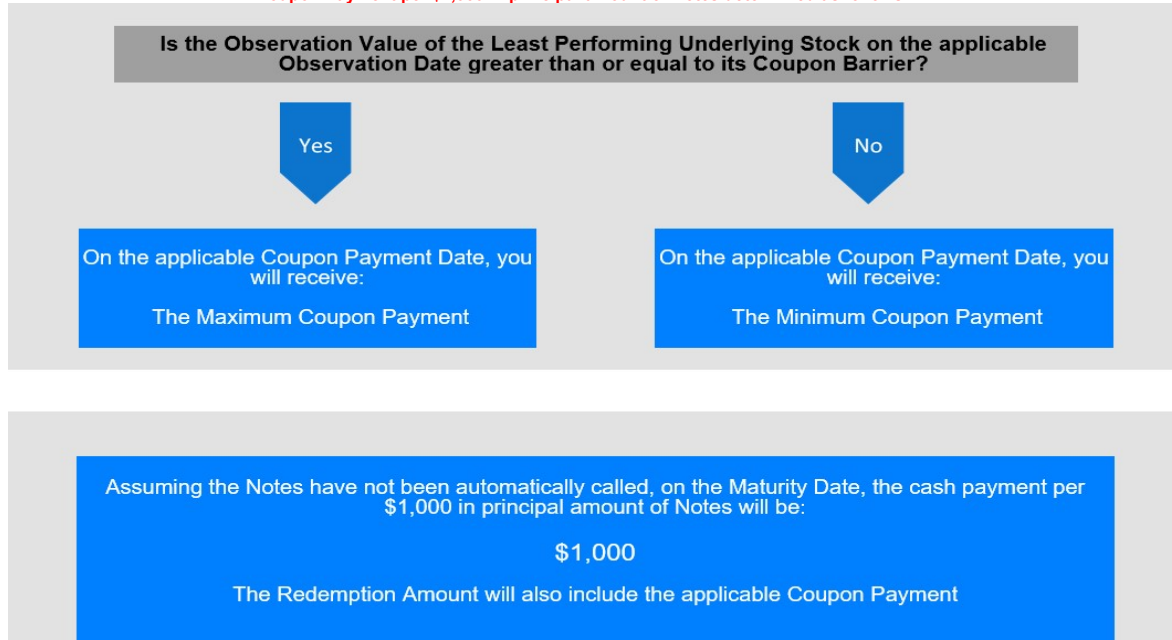 Is the Observation Value of the Least Performing Underlying Stock on the applicable
Observation Date greater than or equal to its Coupon Barrier?
Yes
No
On the applicable Coupon Payment Date, you
will receive:
The Maximum Coupon Payment
On the applicable Coupon Payment Date, you
will receive:
The Minimum Coupon Payment
Assuming the Notes have not been automatically called, on the Maturity Date, the cash payment per
$1,000 in principal amount of Notes will be:
$1,000
The Redemption Amount will also include the applicable Coupon Payment